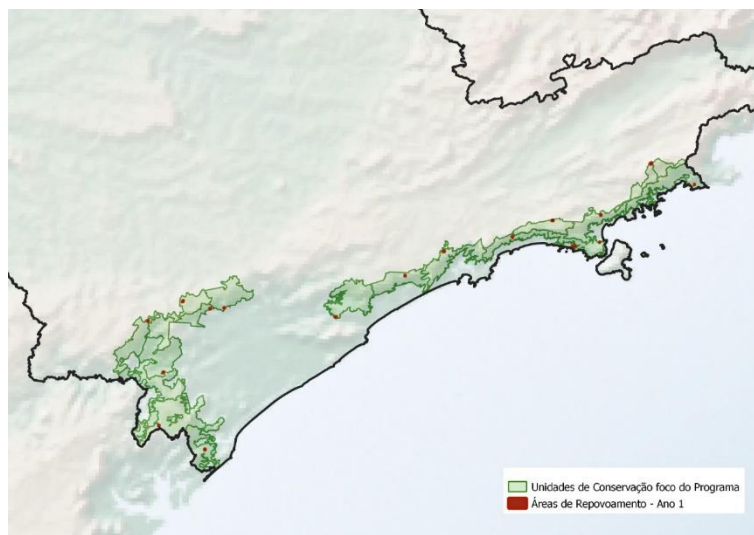 Unidades de Conservação foco do Programa
Áreas de Repovoamento - Ano 1